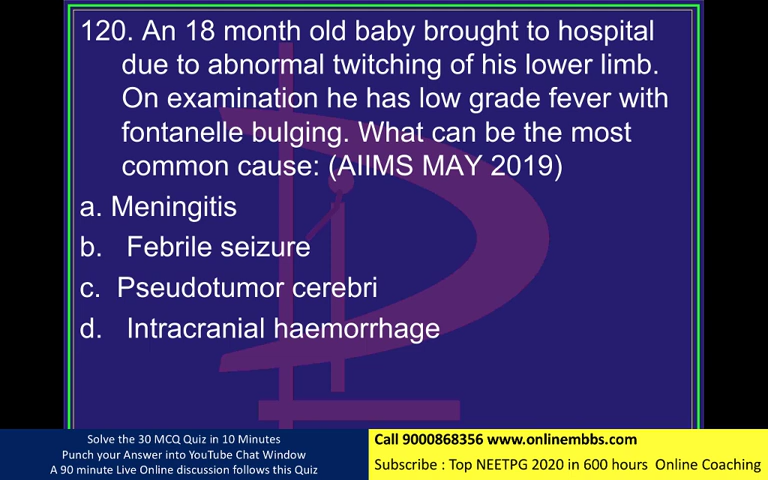 120. An 18 month old baby brought to hospital
due to abnormal twitching of his lower limb.
On examination he has low grade fever with
fontanelle bulging. What can be the most
common cause: (AIIMS MAY 2019)
a. Meningitis
b. Febrile seizure
c. Pseudotumor cerebri
d. Intracranial haemorrhage
Solve the 30 MCQ Quiz in 10 Minutes
Punch your Answer into YouTube Chat Window
A 90 minute Live Online discussion follows this Quiz
Call 9000868356 www.onlinembbs.com
Subscribe : Top NEETPG 2020 in 600 hours Online Coaching